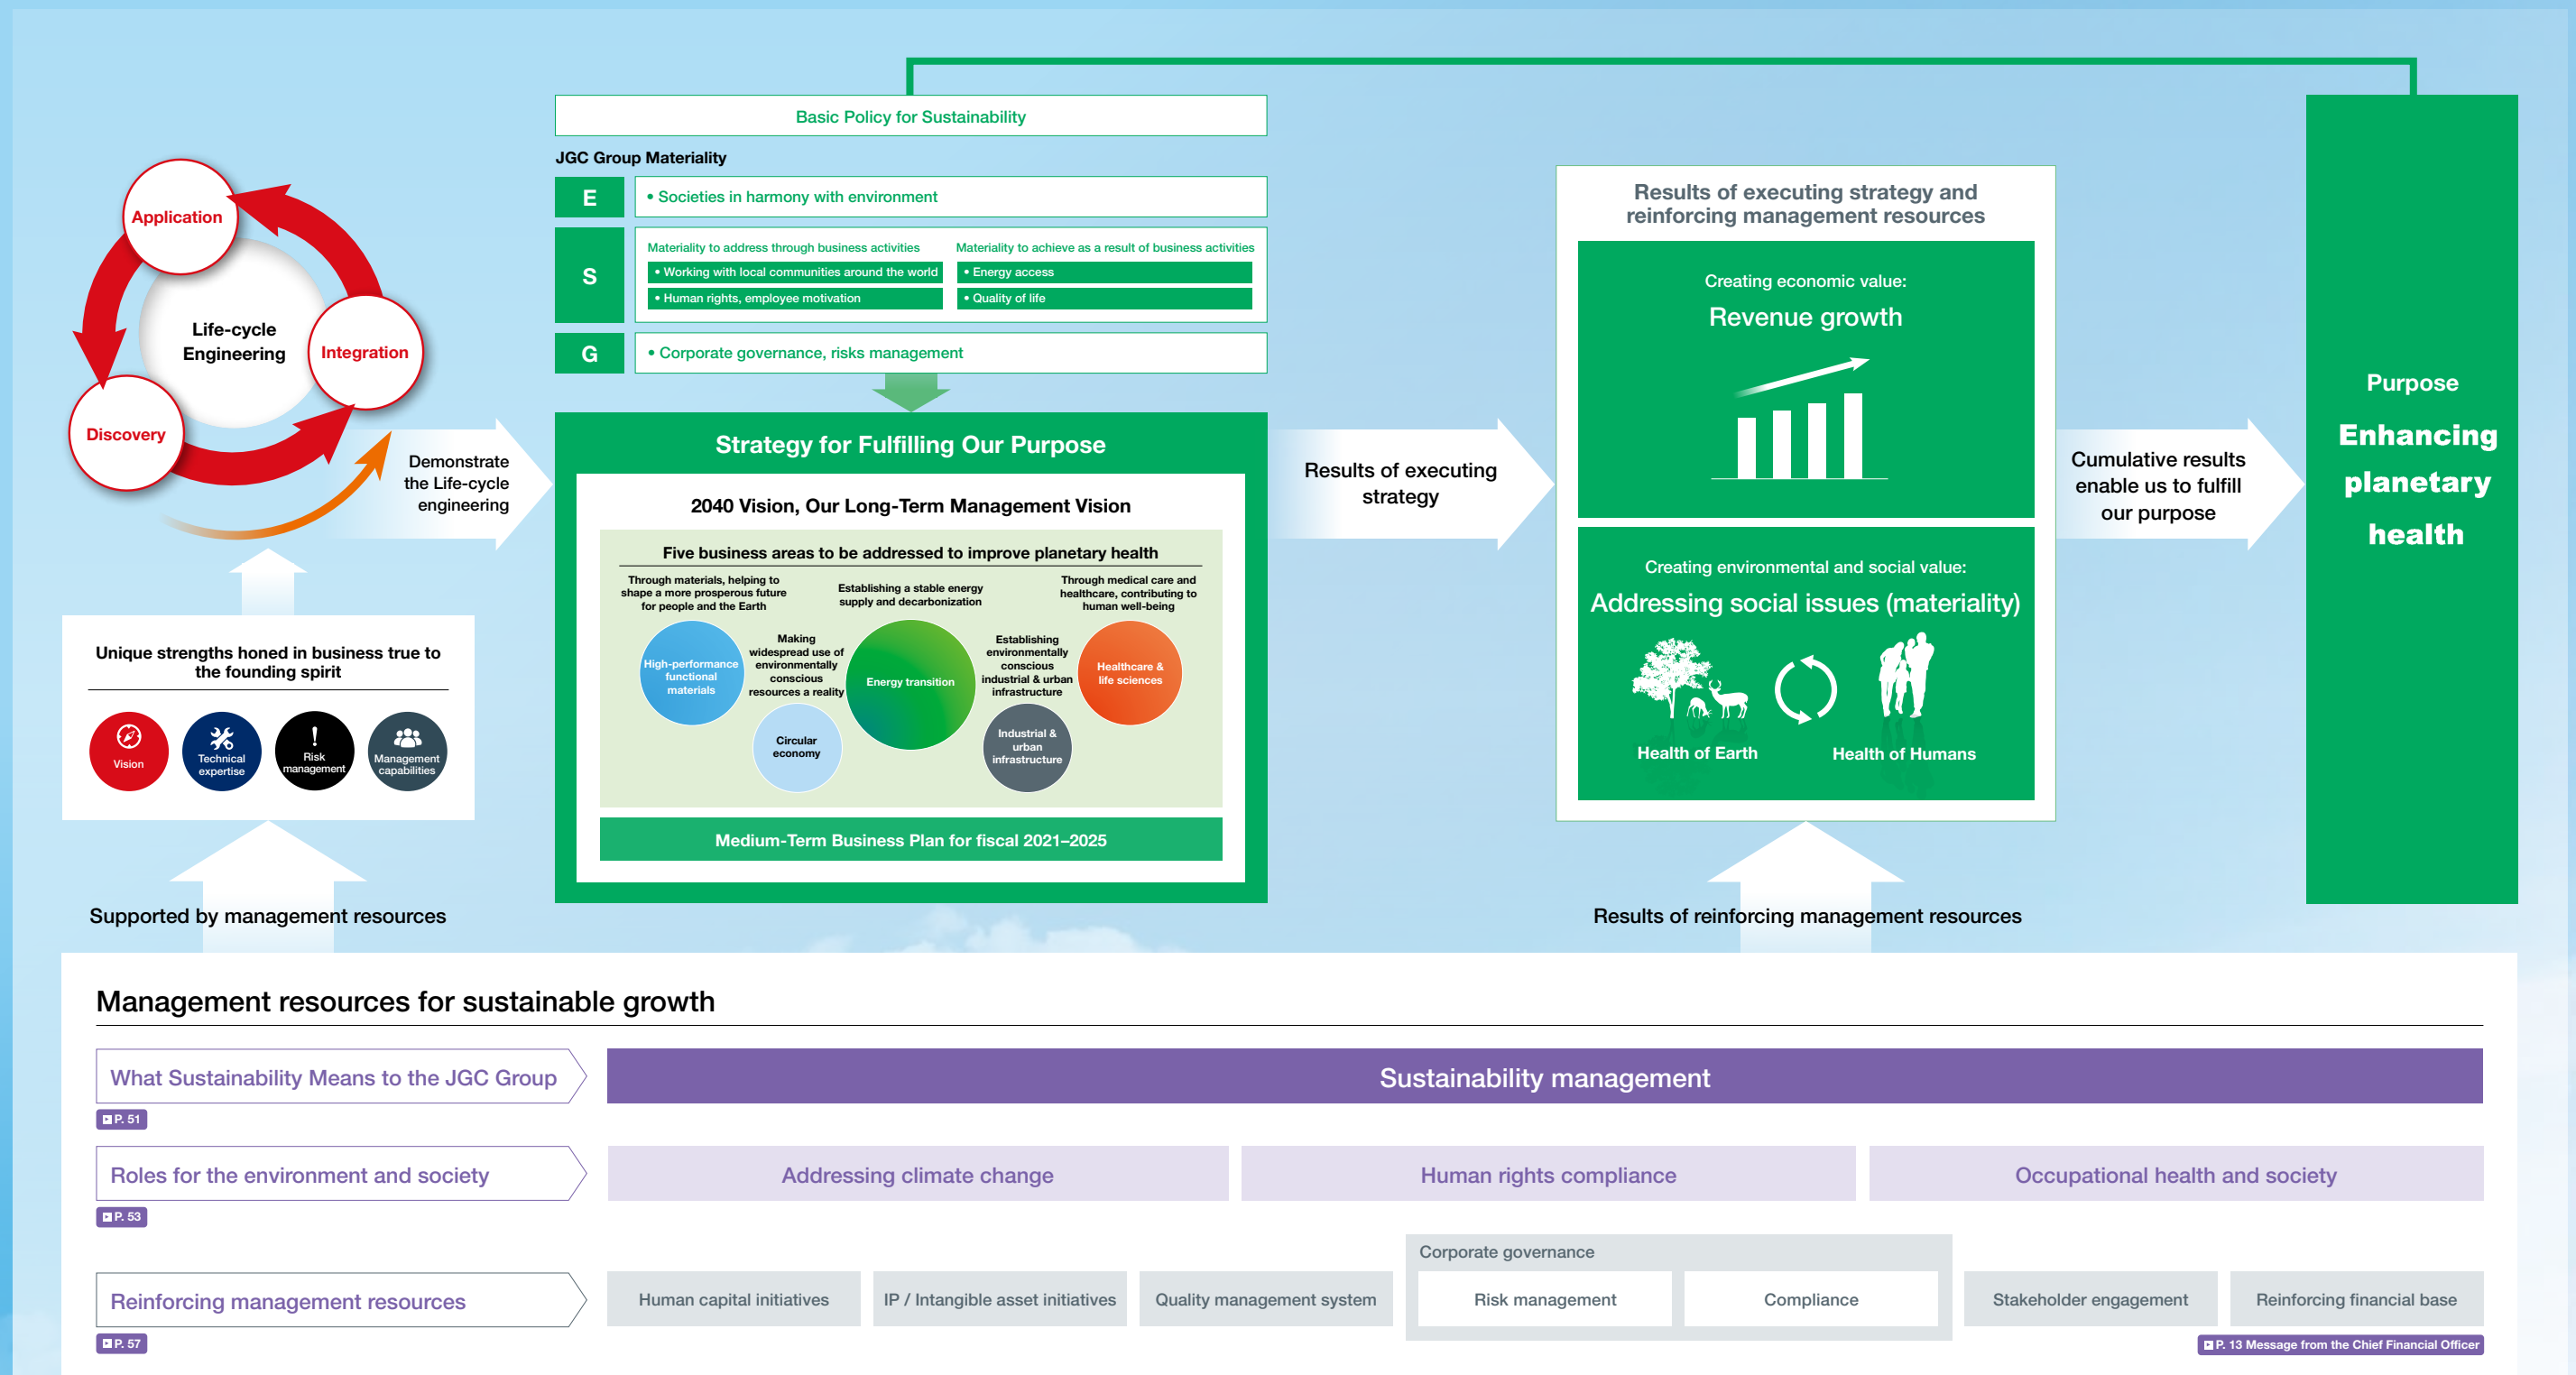 Application
Life-cycle
Engineering
Integration
Discovery
Demonstrate
the Life-cycle
engineering
Unique strengths honed in business true to
the founding spirit
Vision
Technical
expertise
Risk
management
Management
capabilities
Supported by management resources
Basic Policy for Sustainability
JGC Group Materiality
E
• Societies in harmony with environment
S
Materiality to address through business activities
• Working with local communities around the world
• Human rights, employee motivation
Materiality to achieve as a result of business activities
• Energy access
• Quality of life
G
• Corporate governance, risks management
Strategy for Fulfilling Our Purpose
2040 Vision, Our Long-Term Management Vision
Five business areas to be addressed to improve planetary health
Through materials, helping to
shape a more prosperous future
for people and the Earth
High-performance
functional
materials
Making
widespread use of
environmentally
conscious
resources a reality
Circular
economy
Establishing a stable energy
supply and decarbonization
Energy transition
Establishing
environmentally
conscious
industrial & urban
infrastructure
Industrial &
urban
infrastructure
Through medical care and
healthcare, contributing to
human well-being
Healthcare &
life sciences
Medium-Term Business Plan for fiscal 2021–2025
Results of executing
strategy
Results of executing strategy and
reinforcing management resources
Creating economic value:
Revenue growth
Creating environmental and social value:
Addressing social issues (materiality)
Health of Earth
Health of Humans
Results of reinforcing management resources
Cumulative results
enable us to fulfill
our purpose
Purpose
Enhancing
planetary
health
Management resources for sustainable growth
What Sustainability Means to the JGC Group
P. 51
Sustainability management
Roles for the environment and society
P. 53
Addressing climate change
Human rights compliance
Occupational health and society
Reinforcing management resources
P. 57
Human capital initiatives
IP / Intangible asset initiatives
Quality management system
Corporate governance
Risk management
Compliance
Stakeholder engagement
Reinforcing financial base
P. 13 Message from the Chief Financial Officer